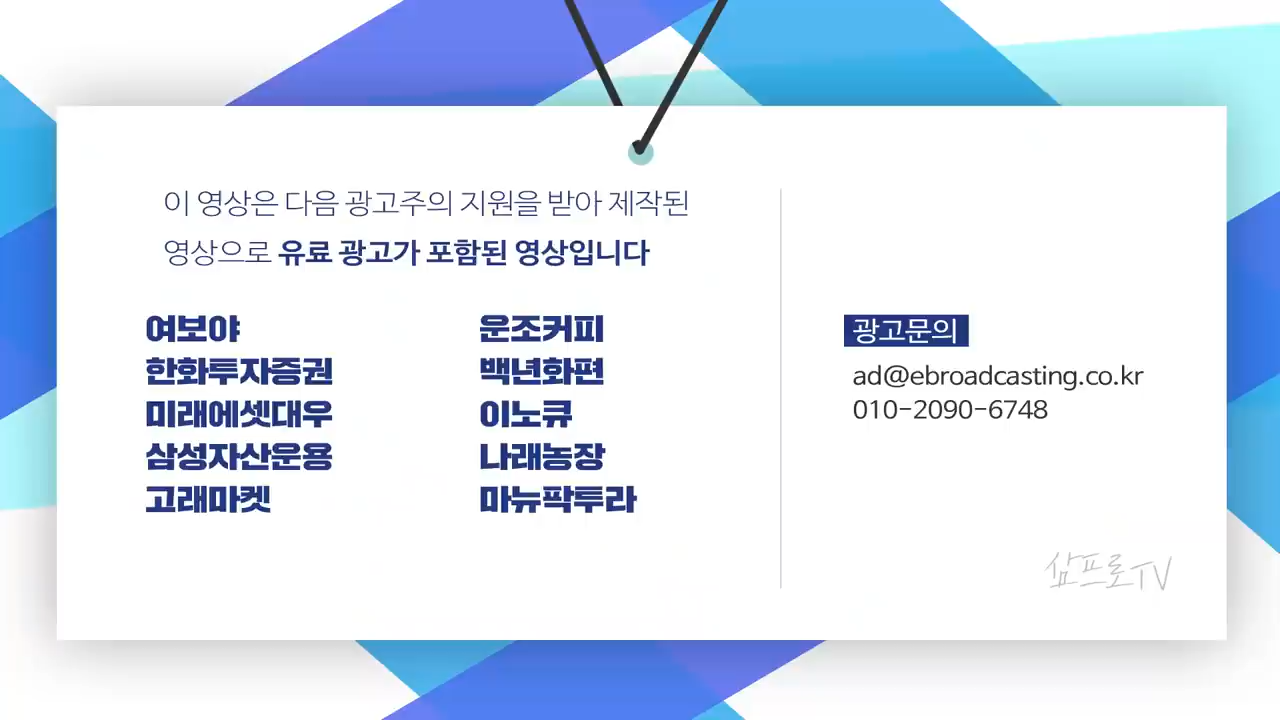 이 영상은 다음 광고주의 지원을 받아 제작된
영상으로 유료 광고가 포함된 영상입니다
여보야
한화투자증권
미래에셋대우
삼성자산운용
고래마켓
운조커피
백년화편
이노큐
나래농장
마뉴팍투라
광고문의
ad@ebroadcasting.co.kr
010-2090-6748
삼프로TV